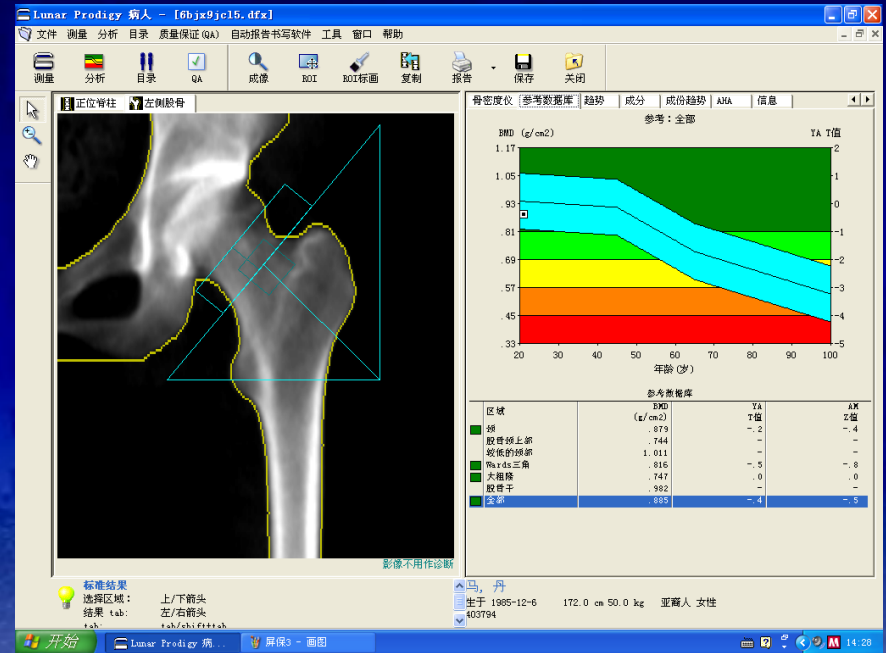 Lunar Prodigy 病人 - [6bjx9jcl5.dfx]
文件 测量 分析 目录 质量保证(QA) 自动报告书写软件 工具 窗口 帮助
测量 分析 目录 QA 成像 ROI ROI标画 复制 报告 保存 关闭
正位脊柱 左侧股骨
骨密度仪 参考数据库 趋势 成分 成份趋势 AHA 信息
参考：全部
BMD (g/cm2) YA T值
1.17 2
1.05 1
.93 0
.81 -1
.69 -2
.57 -3
.45 -4
.33 -5
20 30 40 50 60 70 80 90 100
年龄(岁)
参考数据库
区域 BMD (g/cm2) YA T值 AM Z值
颈 .879 -.2 -.4
股骨颈上部 .744 - -
较低的颈部 1.011 - -
Wards三角 .816 -.5 -.8
大粗隆 .747 .0 .0
股骨干 .982 - -
全部 .885 -.4 -.5
影像不用作诊断
标准结果
选择区域： 上/下箭头
结果 tab: 左/右箭头
tab: tab/shift+tab
马, 丹
生于 1985-12-6 172.0 cm 50.0 kg 亚裔人 女性
403794
开始 Lunar Prodigy 病... 屏保3 - 画图 14:28